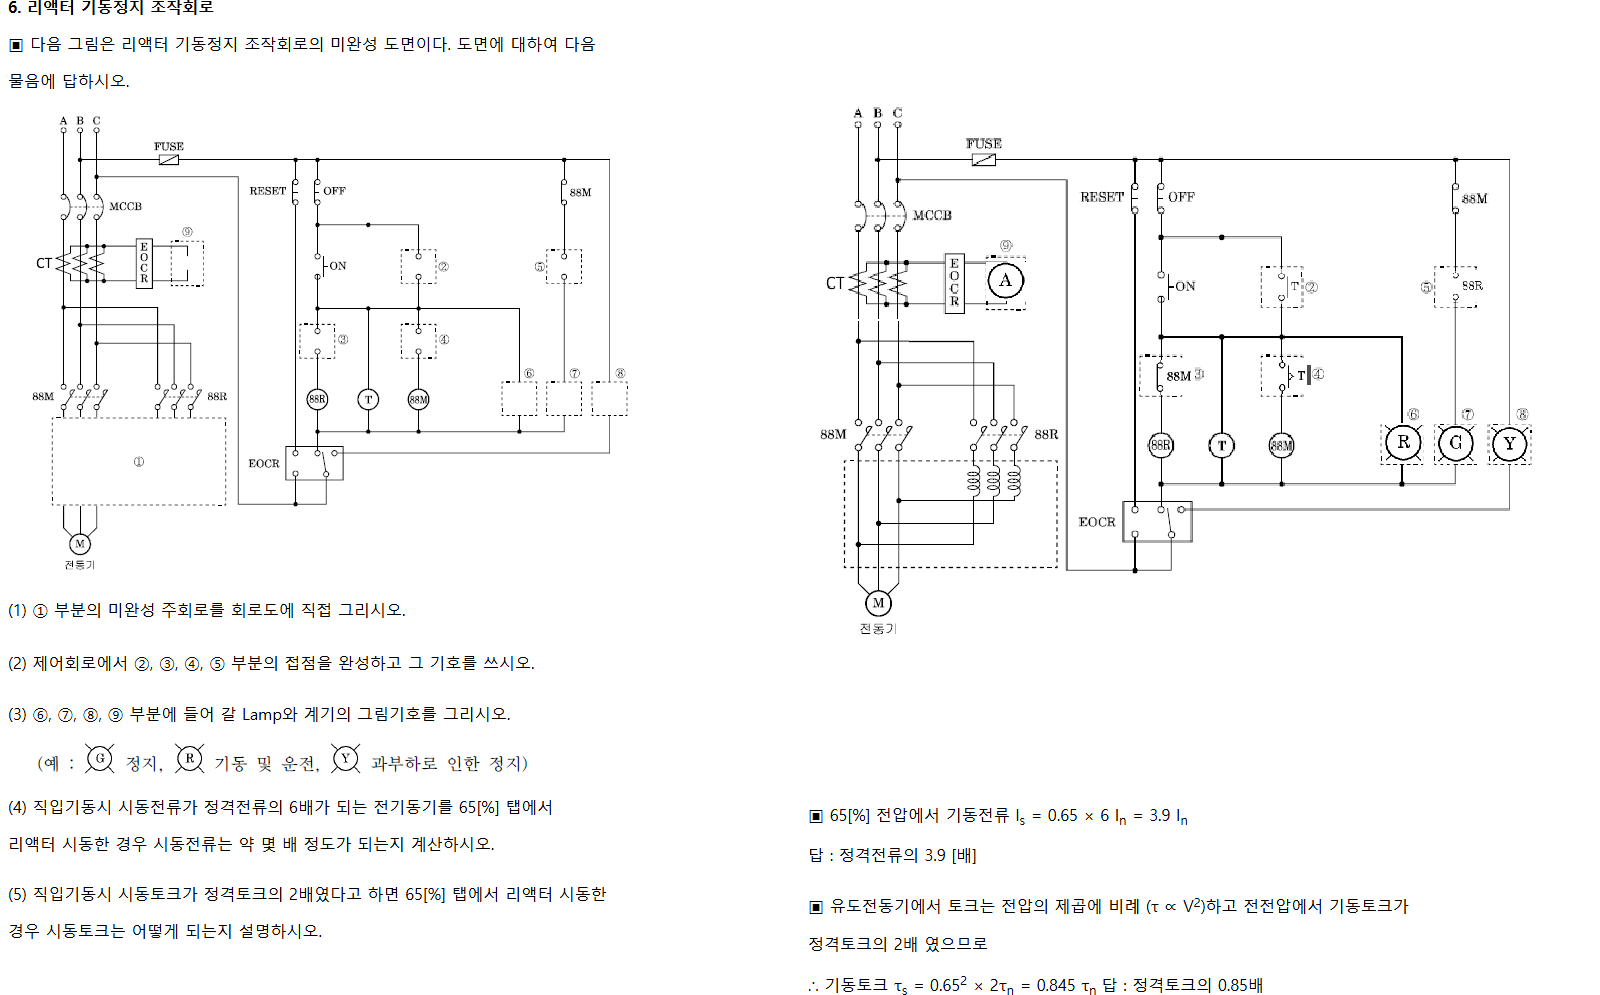 6. 리액터 기동정지 조작회로
▣ 다음 그림은 리액터 기동정지 조작회로의 미완성 도면이다. 도면에 대하여 다음
물음에 답하시오.
A B C
FUSE
RESET
OFF
88M
MCCB
⑨
CT
EOCR
ON
②
⑤
③
④
⑥
⑦
⑧
88M
88R
88R
T
88M
①
EOCR
M
전동기
(1) ① 부분의 미완성 주회로를 회로도에 직접 그리시오.
(2) 제어회로에서 ②, ③, ④, ⑤ 부분의 접점을 완성하고 그 기호를 쓰시오.
(3) ⑥, ⑦, ⑧, ⑨ 부분에 들어 갈 Lamp와 계기의 그림기호를 그리시오.
(예 : G 정지, R 기동 및 운전, Y 과부하로 인한 정지)
(4) 직입기동시 시동전류가 정격전류의 6배가 되는 전기동기를 65[%] 탭에서
리액터 시동한 경우 시동전류는 약 몇 배 정도가 되는지 계산하시오.
(5) 직입기동시 시동토크가 정격토크의 2배였다고 하면 65[%] 탭에서 리액터 시동한
경우 시동토크는 어떻게 되는지 설명하시오.
A B C
FUSE
RESET
OFF
88M
MCCB
⑨
CT
EOCR
A
ON
T ②
⑤ 88R
88M ③
T ④
⑥
⑦
⑧
88M
88R
88R
T
88M
R
G
Y
EOCR
M
전동기
▣ 65[%] 전압에서 기동전류 Is = 0.65 × 6 In = 3.9 In
답 : 정격전류의 3.9 [배]
▣ 유도전동기에서 토크는 전압의 제곱에 비례 (τ ∝ V²)하고 전전압에서 기동토크가
정격토크의 2배 였으므로
∴ 기동토크 τs = 0.65² × 2τn = 0.845 τn 답 : 정격토크의 0.85배